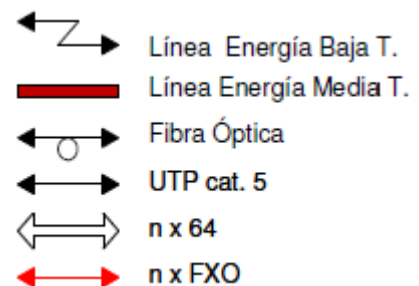 Línea Energía Baja T.
Línea Energía Media T.
Fibra Óptica
UTP cat. 5
n x 64
n x FXO